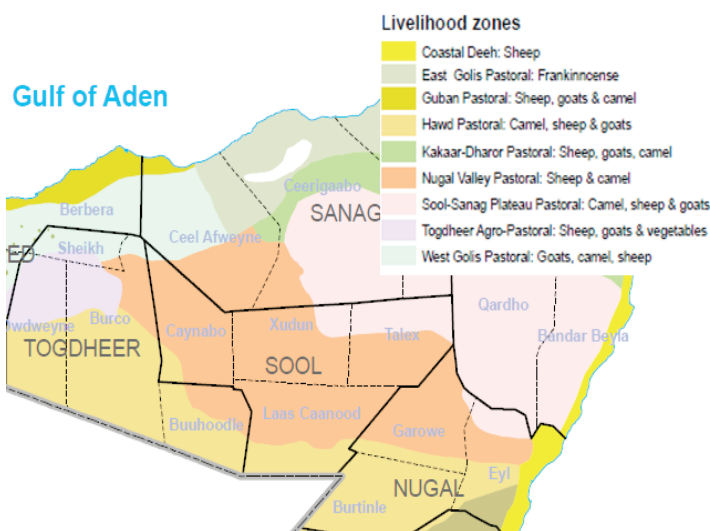 Livelihood zones
Coastal Deeh: Sheep
East Golis Pastoral: Frankinncense
Guban Pastoral: Sheep, goats & camel
Hawd Pastoral: Camel, sheep & goats
Kakaar-Dharor Pastoral: Sheep, goats, camel
Nugal Valley Pastoral: Sheep & camel
Sool-Sanag Plateau Pastoral: Camel, sheep & goats
Togdheer Agro-Pastoral: Sheep, goats & vegetables
West Golis Pastoral: Goats, camel, sheep
Gulf of Aden
Ceerigaabo
Berbera
SANAG
Ceel Afweyne
Sheikh
ED
Qardho
Owdweyne
Burco
Caynabo
Xudun
Talex
Bandar Beyla
TOGDHEER
SOOL
Laas Caanood
Buuhoodle
Garowe
Eyl
NUGAL
Burtinle